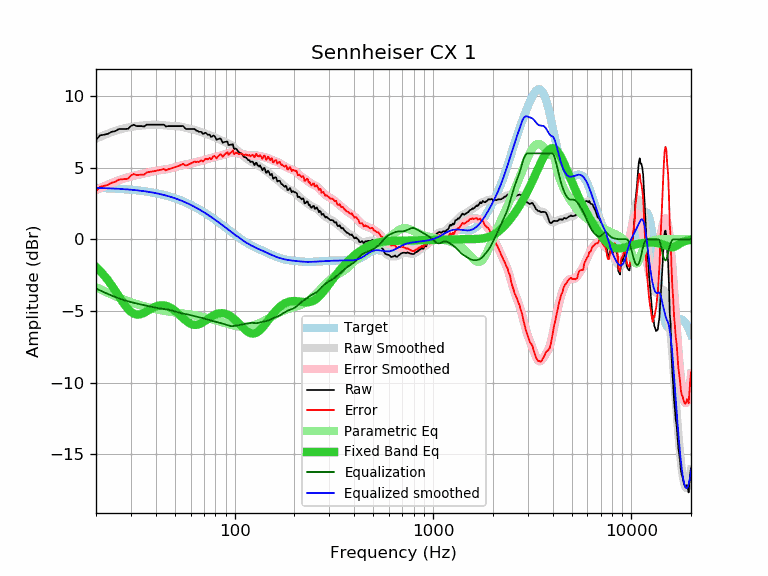 Sennheiser CX 1
Amplitude (dBr)
10
5
0
−5
−10
−15
Target
Raw Smoothed
Error Smoothed
Raw
Error
Parametric Eq
Fixed Band Eq
Equalization
Equalized smoothed
100
1000
10000
Frequency (Hz)